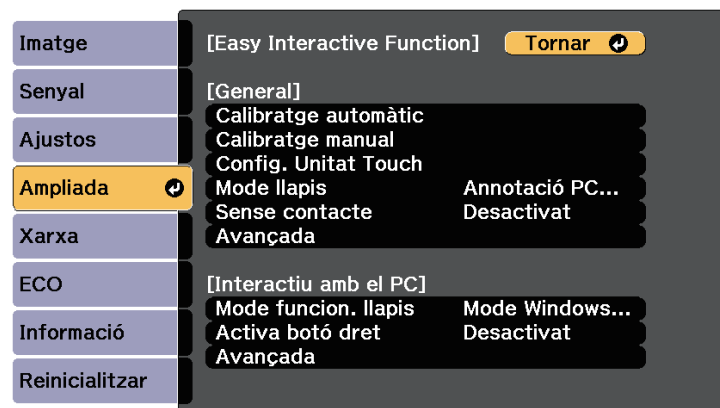 Imatge
Senyal
Ajustos
Ampliada
Xarxa
ECO
Informació
Reinicialitzar
[Easy Interactive Function] Tornar
[General]
Calibratge automàtic
Calibratge manual
Config. Unitat Touch
Mode llapis Annotació PC...
Sense contacte Desactivat
Avançada
[Interactiu amb el PC]
Mode funcion. llapis Mode Windows...
Activa botó dret Desactivat
Avançada